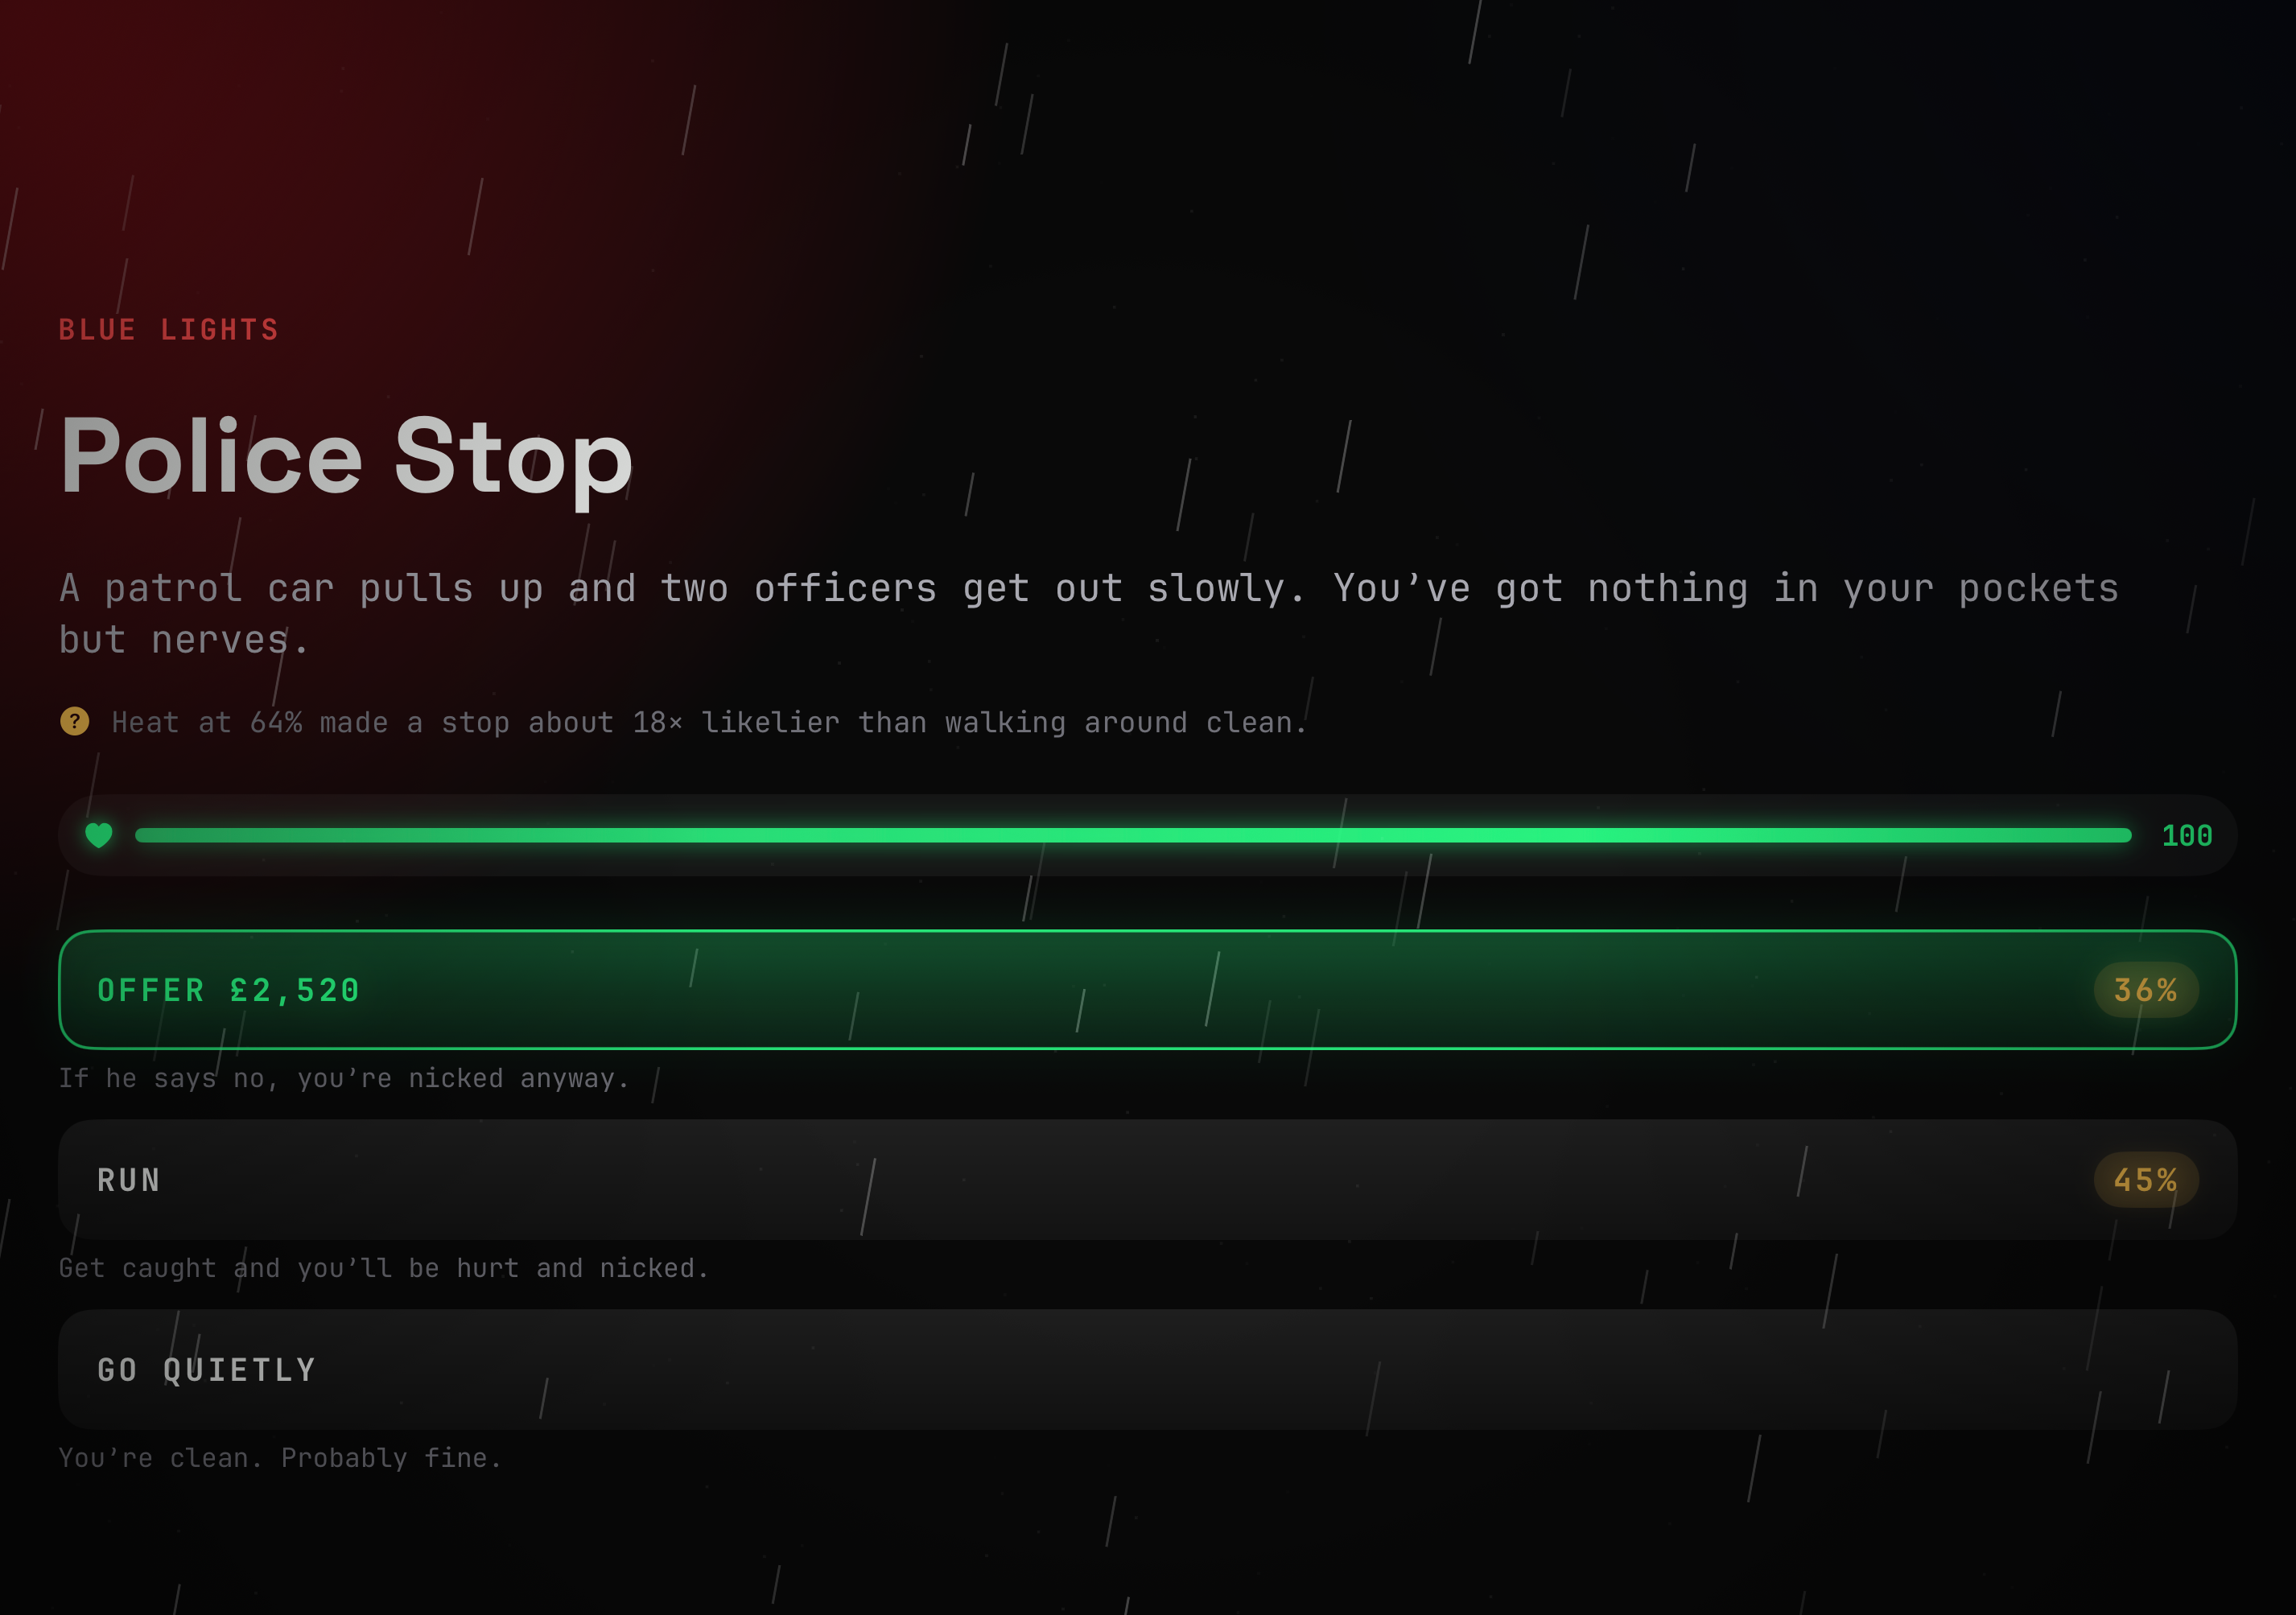 BLUE LIGHTS
Police Stop
A patrol car pulls up and two officers get out slowly. You’ve got nothing in your pockets
but nerves.
? Heat at 64% made a stop about 18× likelier than walking around clean.
100
OFFER £2,520 36%
If he says no, you’re nicked anyway.
RUN 45%
Get caught and you’ll be hurt and nicked.
GO QUIETLY
You’re clean. Probably fine.